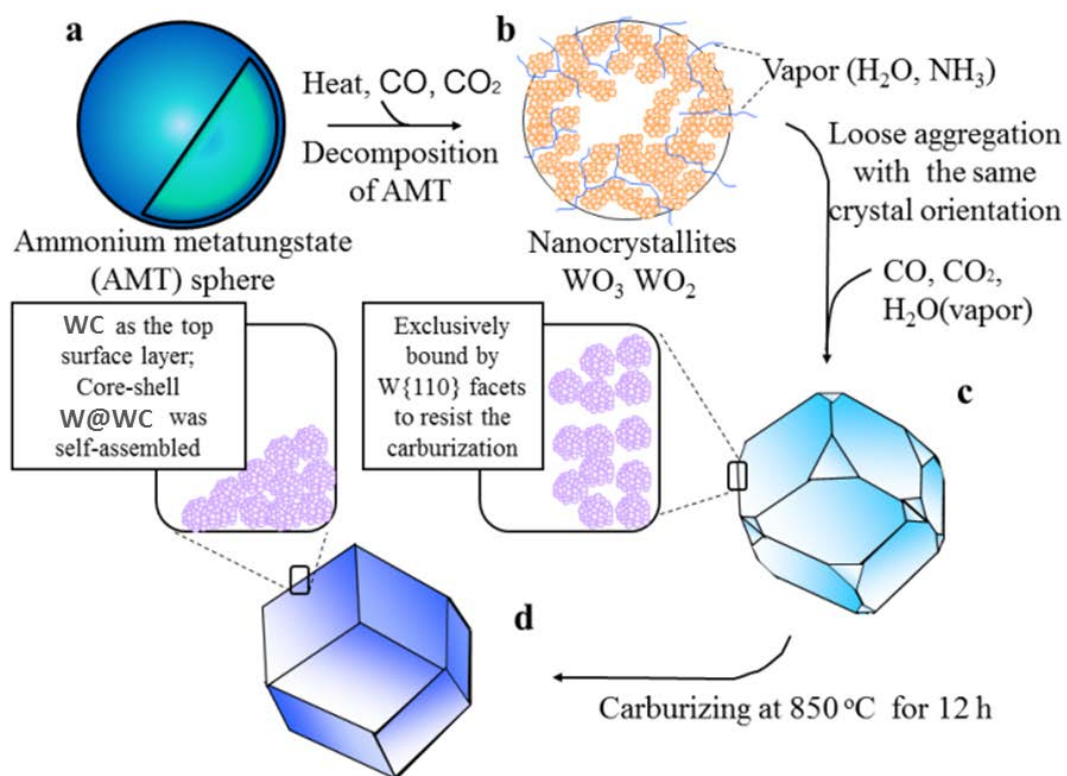 a
Heat, CO, CO₂
Decomposition
of AMT
Ammonium metatungstate
(AMT) sphere
b
Vapor (H₂O, NH₃)
Nanocrystallites
WO₃ WO₂
Loose aggregation
with the same
crystal orientation
CO, CO₂,
H₂O(vapor)
WC as the top
surface layer;
Core-shell
W@WC was
self-assembled
Exclusively
bound by
W{110} facets
to resist the
carburization
c
d
Carburizing at 850 °C for 12 h